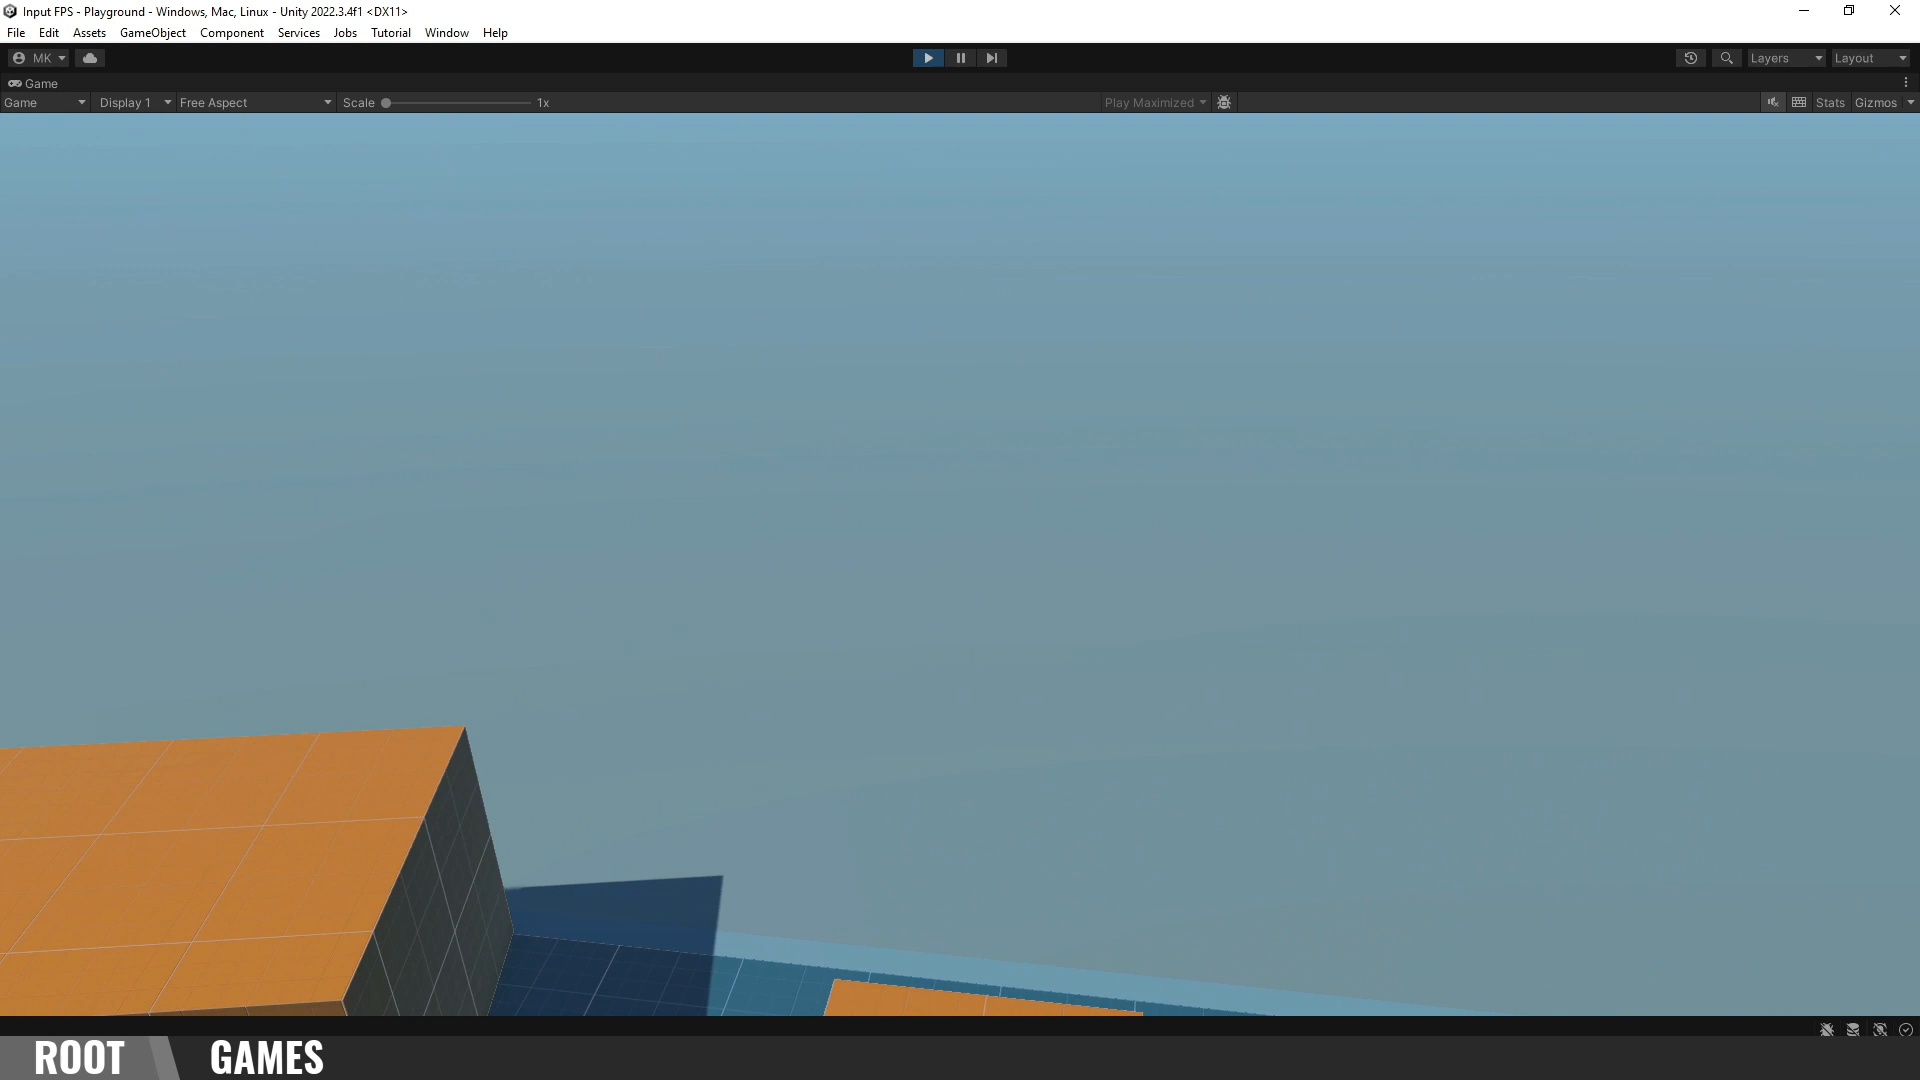 Input FPS - Playground - Windows, Mac, Linux - Unity 2022.3.4f1 <DX11>
File Edit Assets GameObject Component Services Jobs Tutorial Window Help
MK Layers Layout
Game
Game Display 1 Free Aspect Scale 1x Play Maximized Stats Gizmos
ROOT GAMES